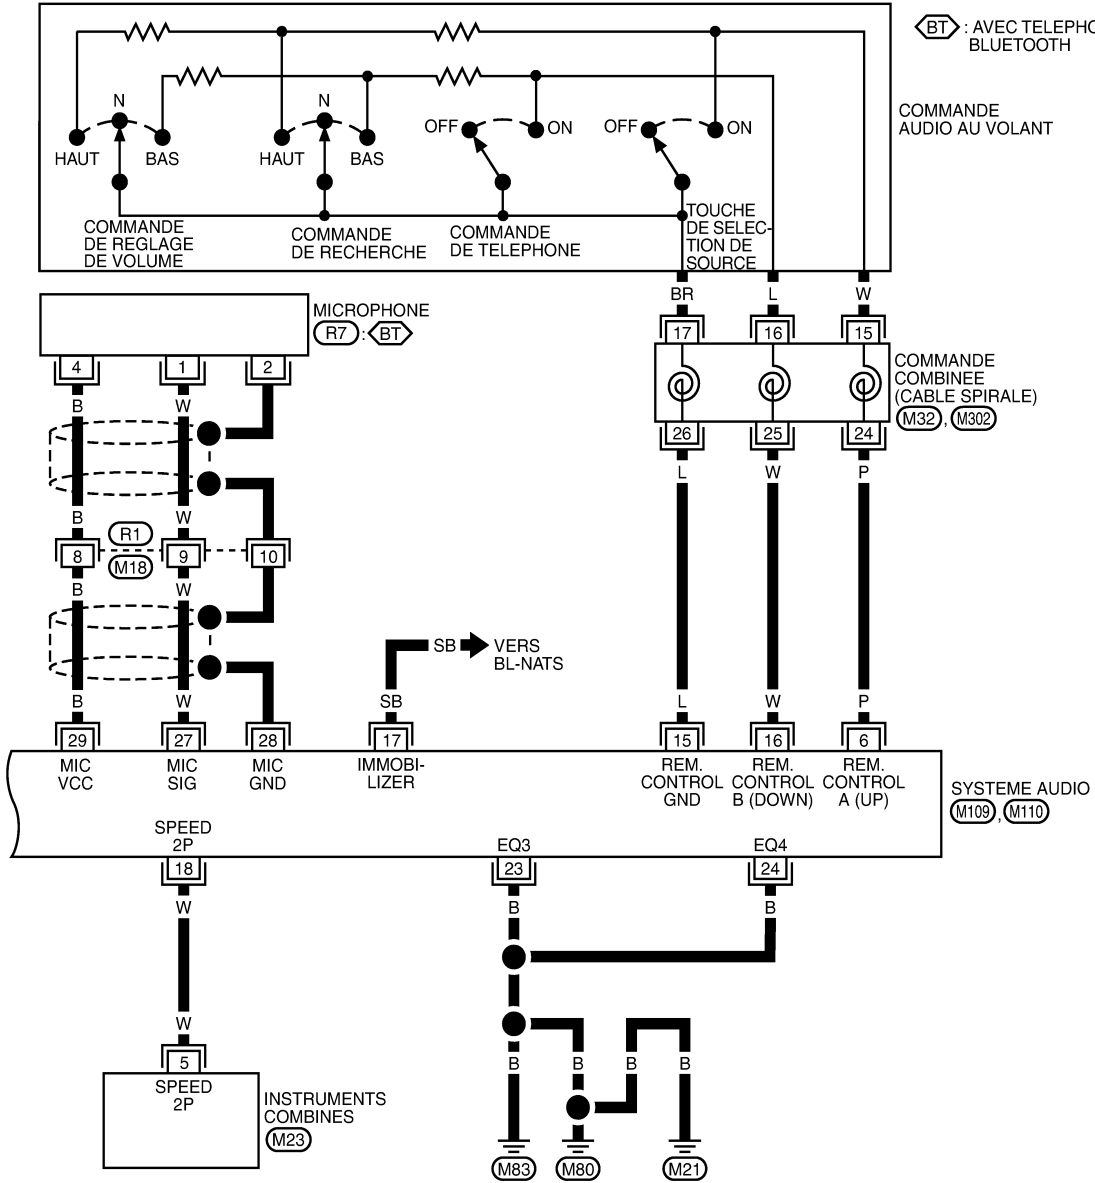 BT : AVEC TELEPHO
BLUETOOTH
COMMANDE
AUDIO AU VOLANT
N
HAUT BAS
N
HAUT BAS
OFF ON
OFF ON
COMMANDE
DE REGLAGE
DE VOLUME
COMMANDE
DE RECHERCHE
COMMANDE
DE TELEPHONE
TOUCHE
DE SELEC-
TION DE
SOURCE
BR L W
17 16 15
COMMANDE
COMBINEE
(CABLE SPIRALE)
M32 , M302
26 25 24
L W P
MICROPHONE
R7 : BT
4 1 2
B W
B W
R1
8 9 10
M18
B W
B W
SB VERS
BL-NATS
SB
L W P
29 27 28 17 15 16 6
MIC
VCC
MIC
SIG
MIC
GND
IMMOBI-
LIZER
REM.
CONTROL
GND
REM.
CONTROL
B (DOWN)
REM.
CONTROL
A (UP)
SYSTEME AUDIO
M109 , M110
SPEED
2P
EQ3 EQ4
18 23 24
W B B
W
B B B B
5
SPEED
2P
INSTRUMENTS
COMBINES
M23
M83 M80 M21